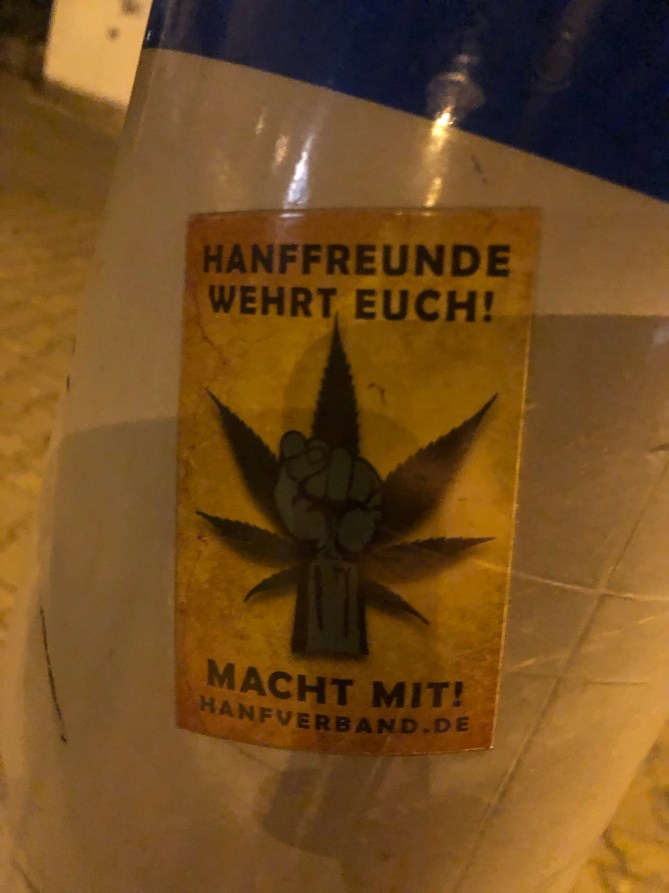 HANFFREUNDE
WEHRT EUCH!
MACHT MIT!
HANFVERBAND.DE